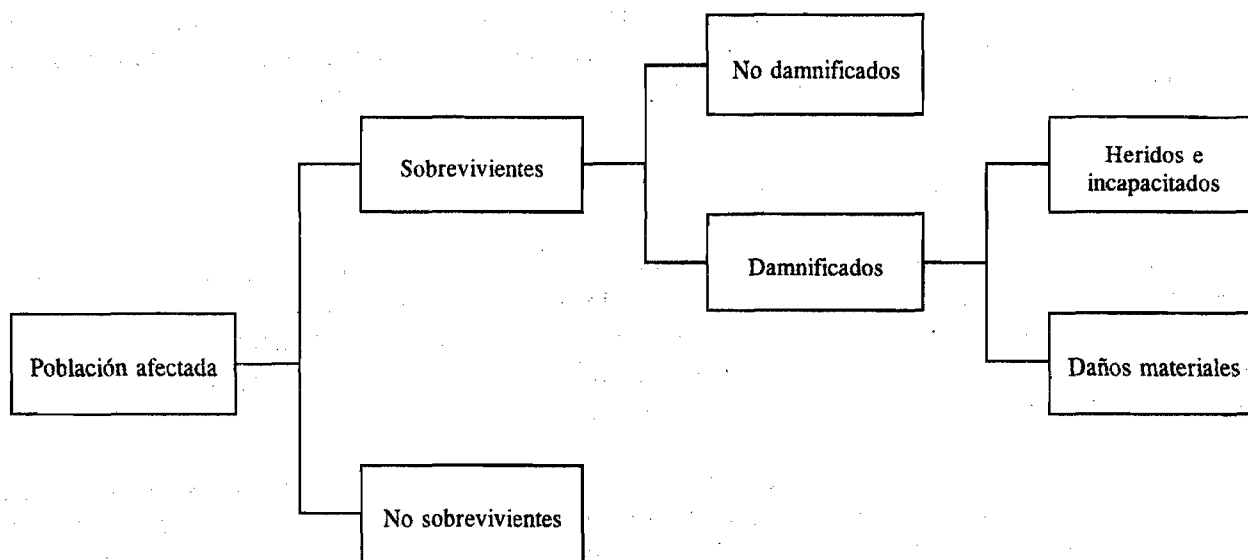 No damnificados
Sobrevivientes
Heridos e
incapacitados
Damnificados
Población afectada
Daños materiales
No sobrevivientes